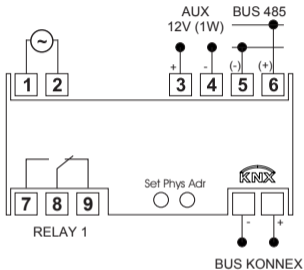 AUX
12V (1W)
BUS 485
+ - (-) (+)
1 2 3 4 5 6
KNX
7 8 9
Set Phys Adr
RELAY 1
- +
BUS KONNEX